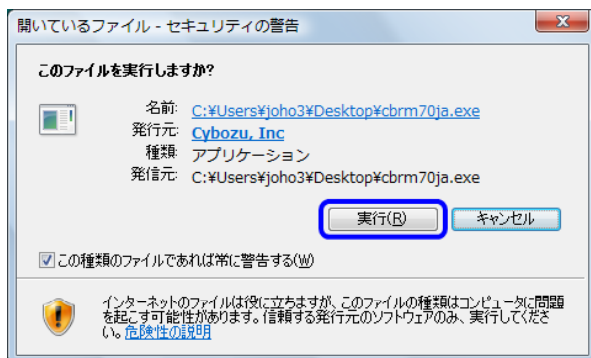 開いているファイル - セキュリティの警告
このファイルを実行しますか?
名前: C:¥Users¥joho3¥Desktop¥cbrm70ja.exe
発行元: Cybozu, Inc
種類: アプリケーション
発信元: C:¥Users¥joho3¥Desktop¥cbrm70ja.exe
実行(R) キャンセル
この種類のファイルであれば常に警告する(W)
インターネットのファイルは役に立ちますが、このファイルの種類はコンピュータに問題
を起こす可能性があります。信頼する発行元のソフトウェアのみ、実行してくださ
い。危険性の説明